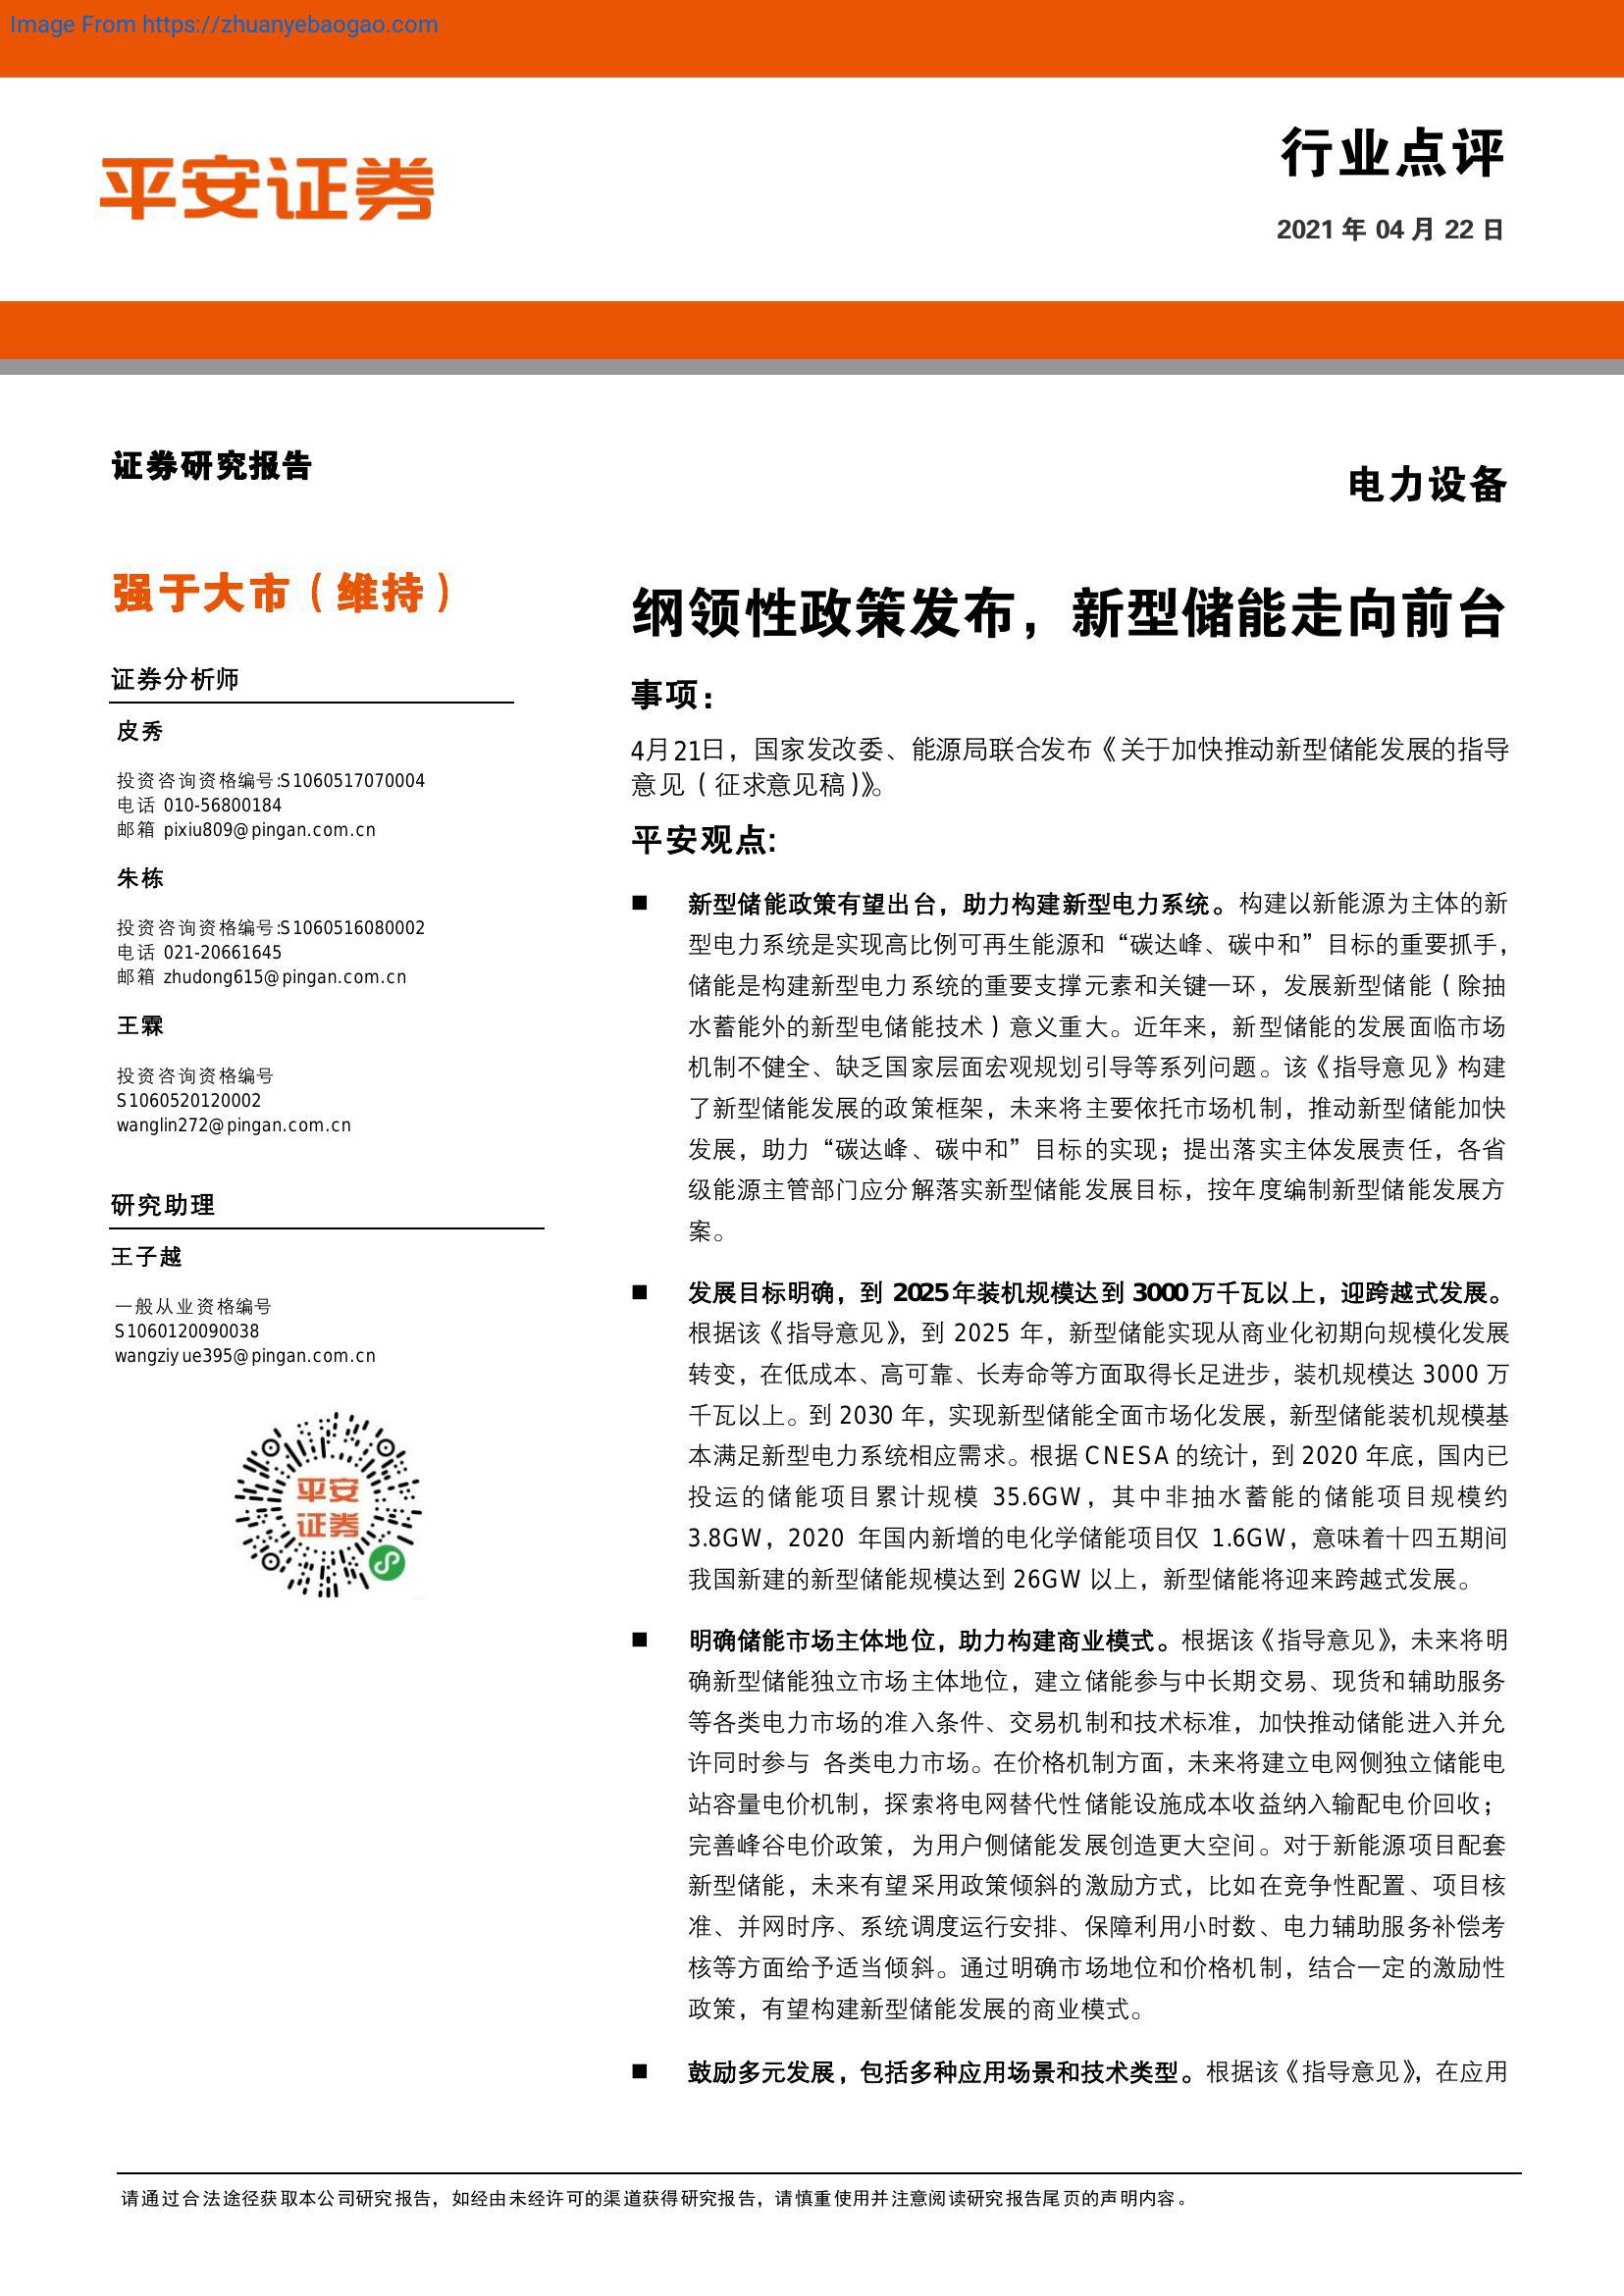 Image From https://zhuanyebaogao.com
平安证券
行业点评
2021 年 04 月 22 日
证券研究报告
电力设备
强于大市（维持）
证券分析师
皮秀
投资咨询资格编号:S1060517070004
电话 010-56800184
邮箱 pixiu809@pingan.com.cn
朱栋
投资咨询资格编号:S1060516080002
电话 021-20661645
邮箱 zhudong615@pingan.com.cn
王霖
投资咨询资格编号
S1060520120002
wanglin272@pingan.com.cn
研究助理
王子越
一般从业资格编号
S1060120090038
wangziyue395@pingan.com.cn
平安
证券
纲领性政策发布，新型储能走向前台
事项：
4月21日，国家发改委、能源局联合发布《关于加快推动新型储能发展的指导
意见（征求意见稿）》。
平安观点:
■ 新型储能政策有望出台，助力构建新型电力系统。构建以新能源为主体的新
型电力系统是实现高比例可再生能源和“碳达峰、碳中和”目标的重要抓手，
储能是构建新型电力系统的重要支撑元素和关键一环，发展新型储能（除抽
水蓄能外的新型电储能技术）意义重大。近年来，新型储能的发展面临市场
机制不健全、缺乏国家层面宏观规划引导等系列问题。该《指导意见》构建
了新型储能发展的政策框架，未来将主要依托市场机制，推动新型储能加快
发展，助力“碳达峰、碳中和”目标的实现；提出落实主体发展责任，各省
级能源主管部门应分解落实新型储能发展目标，按年度编制新型储能发展方
案。
■ 发展目标明确，到 2025年装机规模达到 3000万千瓦以上，迎跨越式发展。
根据该《指导意见》，到 2025 年，新型储能实现从商业化初期向规模化发展
转变，在低成本、高可靠、长寿命等方面取得长足进步，装机规模达 3000 万
千瓦以上。到 2030 年，实现新型储能全面市场化发展，新型储能装机规模基
本满足新型电力系统相应需求。根据 CNESA 的统计，到 2020 年底，国内已
投运的储能项目累计规模 35.6GW，其中非抽水蓄能的储能项目规模约
3.8GW，2020 年国内新增的电化学储能项目仅 1.6GW，意味着十四五期间
我国新建的新型储能规模达到 26GW 以上，新型储能将迎来跨越式发展。
■ 明确储能市场主体地位，助力构建商业模式。根据该《指导意见》，未来将明
确新型储能独立市场主体地位，建立储能参与中长期交易、现货和辅助服务
等各类电力市场的准入条件、交易机制和技术标准，加快推动储能进入并允
许同时参与 各类电力市场。在价格机制方面，未来将建立电网侧独立储能电
站容量电价机制，探索将电网替代性储能设施成本收益纳入输配电价回收；
完善峰谷电价政策，为用户侧储能发展创造更大空间。对于新能源项目配套
新型储能，未来有望采用政策倾斜的激励方式，比如在竞争性配置、项目核
准、并网时序、系统调度运行安排、保障利用小时数、电力辅助服务补偿考
核等方面给予适当倾斜。通过明确市场地位和价格机制，结合一定的激励性
政策，有望构建新型储能发展的商业模式。
■ 鼓励多元发展，包括多种应用场景和技术类型。根据该《指导意见》，在应用
请通过合法途径获取本公司研究报告，如经由未经许可的渠道获得研究报告，请慎重使用并注意阅读研究报告尾页的声明内容。